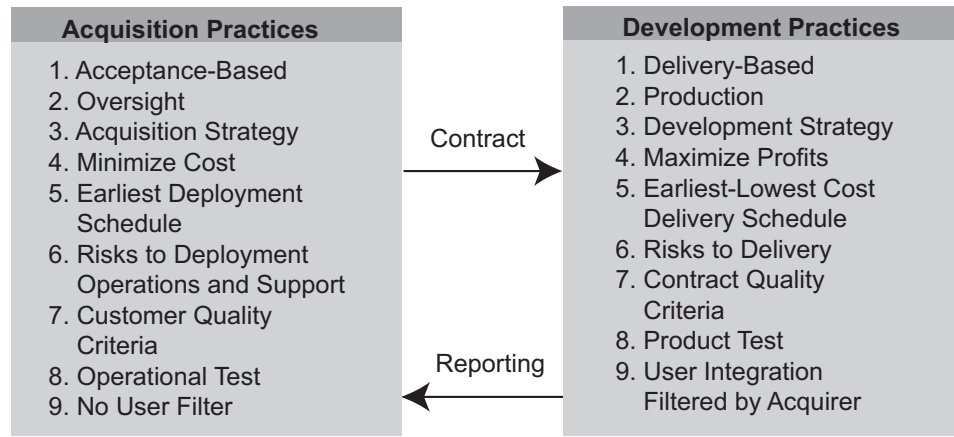 Acquisition Practices
1. Acceptance-Based
2. Oversight
3. Acquisition Strategy
4. Minimize Cost
5. Earliest Deployment
Schedule
6. Risks to Deployment
Operations and Support
7. Customer Quality
Criteria
8. Operational Test
9. No User Filter
Contract
Reporting
Development Practices
1. Delivery-Based
2. Production
3. Development Strategy
4. Maximize Profits
5. Earliest-Lowest Cost
Delivery Schedule
6. Risks to Delivery
7. Contract Quality
Criteria
8. Product Test
9. User Integration
Filtered by Acquirer